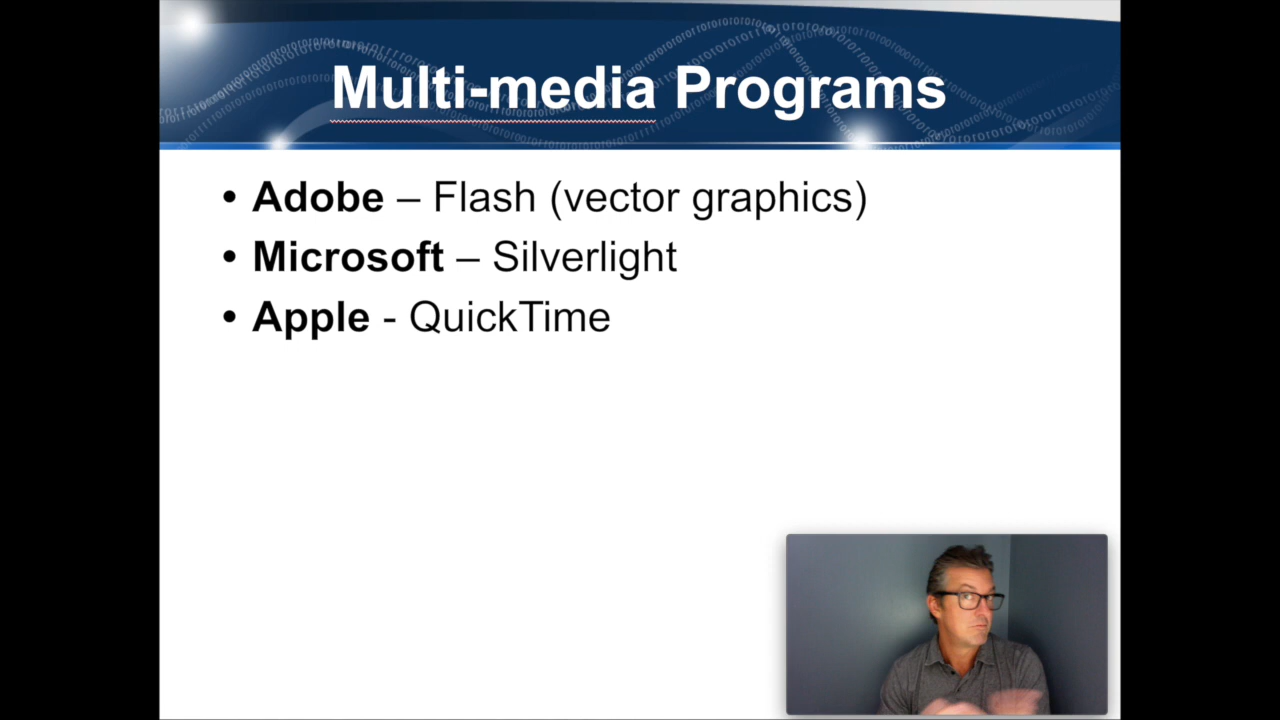 Multi-media Programs
• Adobe – Flash (vector graphics)
• Microsoft – Silverlight
• Apple - QuickTime